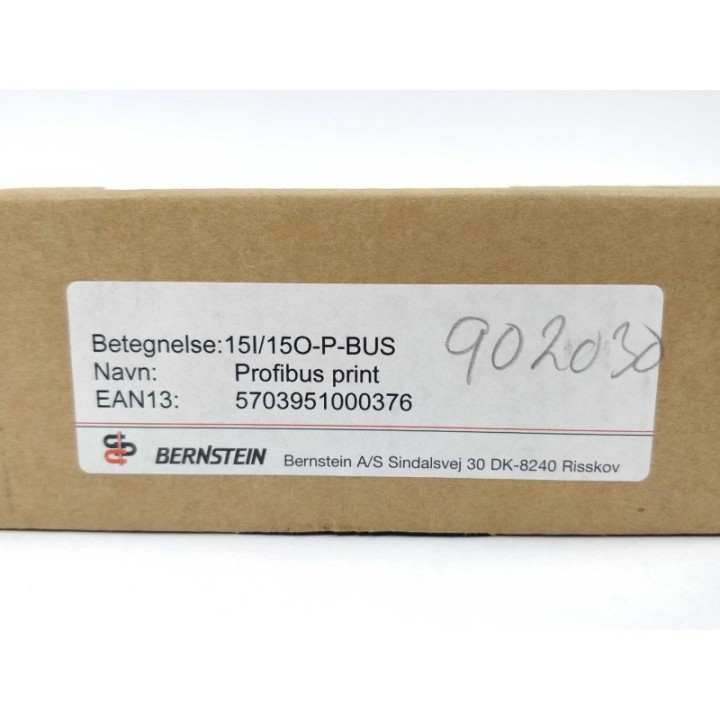 Betegnelse:15I/15O-P-BUS
Navn: Profibus print
EAN13: 5703951000376
902030
BERNSTEIN Bernstein A/S Sindalsvej 30 DK-8240 Risskov